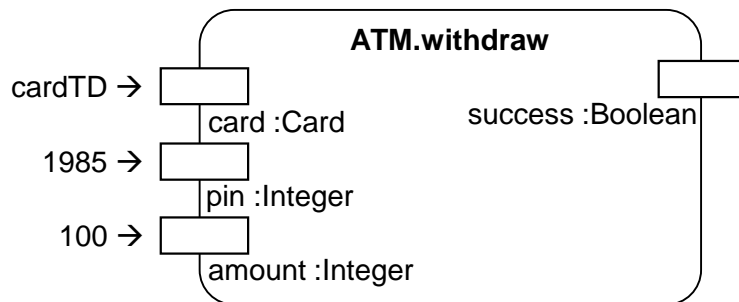 ATM.withdraw
cardTD →
card :Card
success :Boolean
1985 →
pin :Integer
100 →
amount :Integer